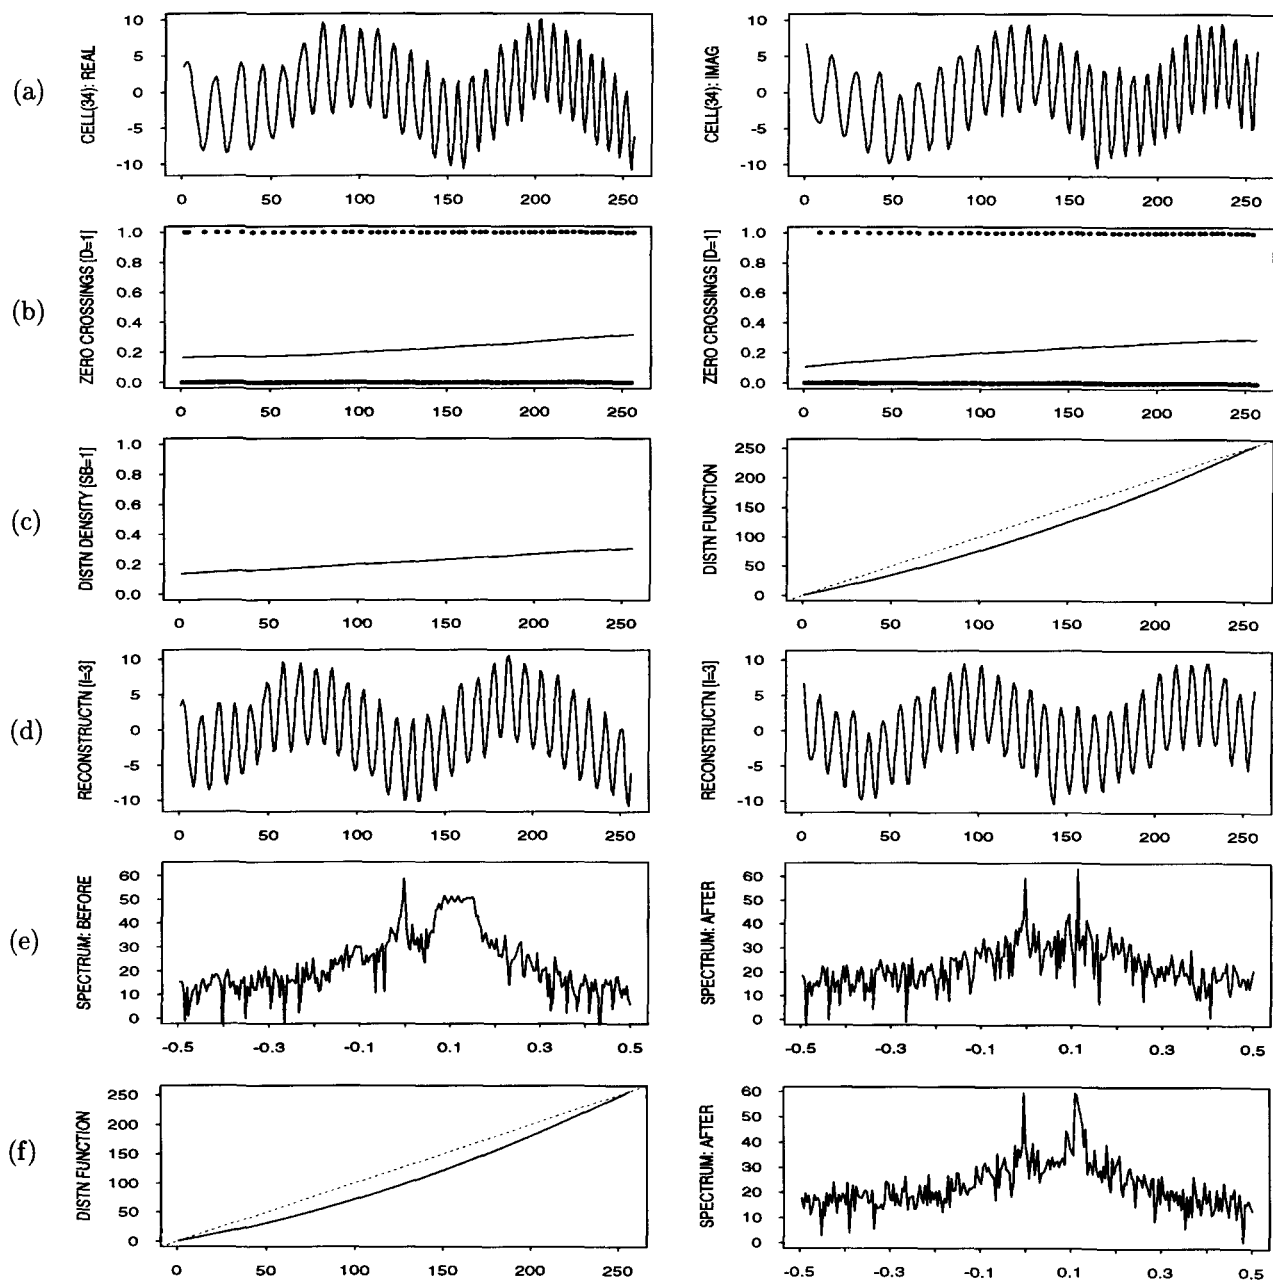 (a)
CELL(34): REAL
10
5
0
-5
-10
0 50 100 150 200 250
CELL(34): IMAG
10
5
0
-5
-10
0 50 100 150 200 250
(b)
ZERO CROSSINGS [D=1]
1.0
0.8
0.6
0.4
0.2
0.0
0 50 100 150 200 250
ZERO CROSSINGS [D=1]
1.0
0.8
0.6
0.4
0.2
0.0
0 50 100 150 200 250
(c)
DISTN DENSITY [SB=1]
1.0
0.8
0.6
0.4
0.2
0.0
0 50 100 150 200 250
DISTN FUNCTION
250
200
150
100
50
0
0 50 100 150 200 250
(d)
RECONSTRUCTN [I=3]
10
5
0
-5
-10
0 50 100 150 200 250
RECONSTRUCTN [I=3]
10
5
0
-5
-10
0 50 100 150 200 250
(e)
SPECTRUM: BEFORE
60
50
40
30
20
10
0
-0.5 -0.3 -0.1 0.1 0.3 0.5
SPECTRUM: AFTER
60
50
40
30
20
10
0
-0.5 -0.3 -0.1 0.1 0.3 0.5
(f)
DISTN FUNCTION
250
200
150
100
50
0
0 50 100 150 200 250
SPECTRUM: AFTER
60
50
40
30
20
10
0
-0.5 -0.3 -0.1 0.1 0.3 0.5